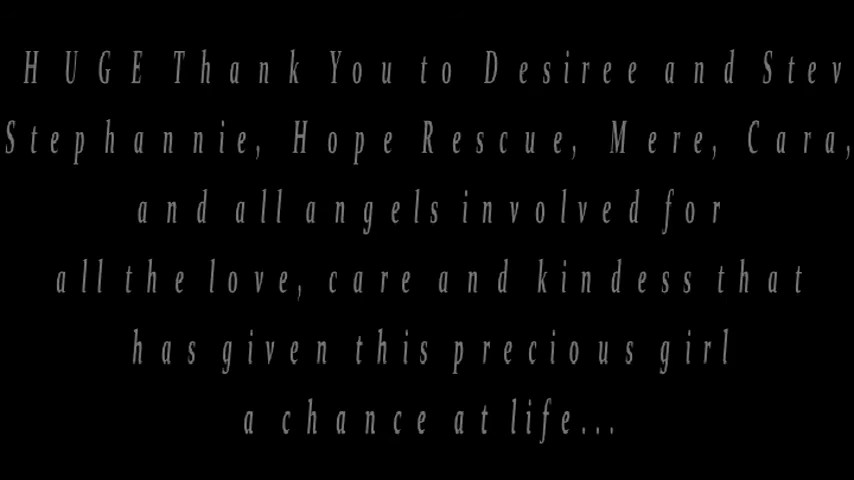 HUGE Thank You to Desiree and Stev
Stephannie, Hope Rescue, Mere, Cara,
and all angels involved for
all the love, care and kindess that
has given this precious girl
a chance at life...